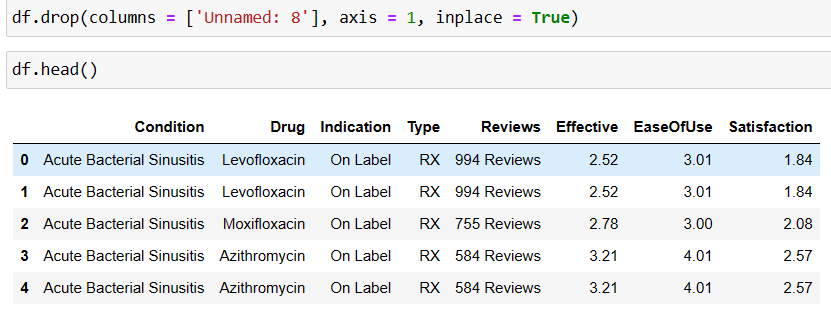 df.drop(columns = ['Unnamed: 8'], axis = 1, inplace = True)
df.head()
Condition Drug Indication Type Reviews Effective EaseOfUse Satisfaction
0 Acute Bacterial Sinusitis Levofloxacin On Label RX 994 Reviews 2.52 3.01 1.84
1 Acute Bacterial Sinusitis Levofloxacin On Label RX 994 Reviews 2.52 3.01 1.84
2 Acute Bacterial Sinusitis Moxifloxacin On Label RX 755 Reviews 2.78 3.00 2.08
3 Acute Bacterial Sinusitis Azithromycin On Label RX 584 Reviews 3.21 4.01 2.57
4 Acute Bacterial Sinusitis Azithromycin On Label RX 584 Reviews 3.21 4.01 2.57